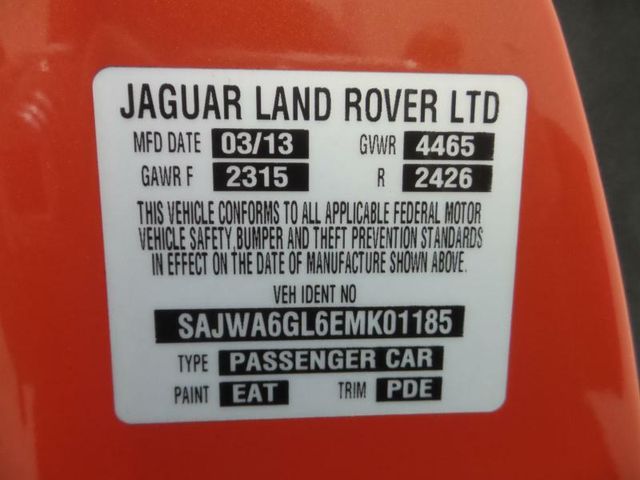 JAGUAR LAND ROVER LTD
MFD DATE 03/13 GVWR 4465
GAWR F 2315 R 2426
THIS VEHICLE CONFORMS TO ALL APPLICABLE FEDERAL MOTOR
VEHICLE SAFETY, BUMPER AND THEFT PREVENTION STANDARDS
IN EFFECT ON THE DATE OF MANUFACTURE SHOWN ABOVE.
VEH IDENT NO
SAJWA6GL6EMK01185
TYPE PASSENGER CAR
PAINT EAT TRIM PDE